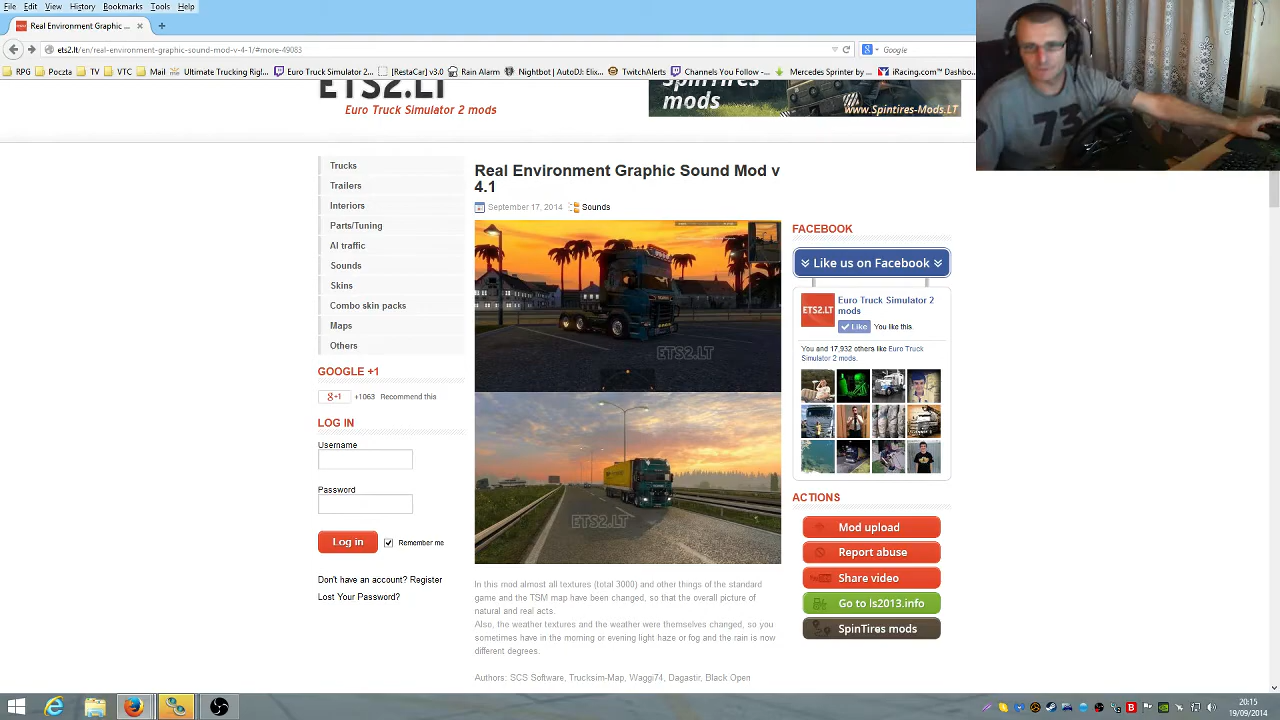 File Edit View History Bookmarks Tools Help
Real Environment Graphic ...
ets2.lt/en/real-environment-graphic-sound-mod-v-4-1/#more-49083
Google
RPG Poczta TV VTC Mail Ultimate Sturning Rig!... Euro Truck Simulator 2... [RestaCar] v3.0 Rain Alarm Nightbot | AutoDJ: Elix... TwitchAlerts Channels You Follow -... Mercedes Sprinter by ... iRacing.com™ Dashbo...
ETS2.LT
Euro Truck Simulator 2 mods
Spintires
mods
www.Spintires-Mods.LT
73
Trucks
Trailers
Interiors
Parts/Tuning
AI traffic
Sounds
Skins
Combo skin packs
Maps
Others
GOOGLE +1
g+1 +1063 Recommend this
LOG IN
Username
Password
Log in Remember me
Don't have an account? Register
Lost Your Password?
Real Environment Graphic Sound Mod v
4.1
September 17, 2014 Sounds
ETS2.LT
ETS2.LT
In this mod almost all textures (total 3000) and other things of the standard
game and the TSM map have been changed, so that the overall picture of
natural and real acts.
Also, the weather textures and the weather were themselves changed, so you
sometimes have in the morning or evening light haze or fog and the rain is now
different degrees.
Authors: SCS Software, Trucksim-Map, Waggi74, Dagastir, Black Open
FACEBOOK
Like us on Facebook
ETS2.LT
Euro Truck Simulator 2
mods
Like You like this.
You and 17,932 others like Euro Truck
Simulator 2 mods.
ACTIONS
Mod upload
Report abuse
Share video
Go to ls2013.info
SpinTires mods
20:15
19/09/2014